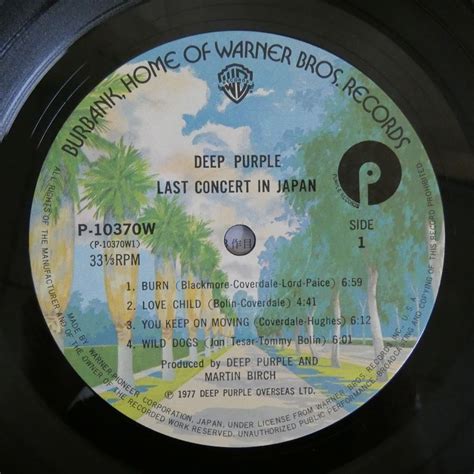 BURBANK, HOME OF WARNER BROS. RECORDS
DEEP PURPLE
LAST CONCERT IN JAPAN
P-10370W
(P-10370W1)
33⅓RPM
SIDE
1
1. BURN (Blackmore-Coverdale-Lord-Paice) 6:59
2. LOVE CHILD (Bolin-Coverdale) 4:41
3. YOU KEEP ON MOVING (Coverdale-Hughes) 6:12
4. WILD DOGS (Jon Tesar-Tommy Bolin) 6:01
Produced by DEEP PURPLE AND
MARTIN BIRCH
℗ 1977 DEEP PURPLE OVERSEAS LTD.
MADE BY WARNER-PIONEER CORPORATION, JAPAN, UNDER LICENSE FROM WARNER BROS. RECORDS INC., U.S.A.
ALL RIGHTS OF THE MANUFACTURER AND OF THE OWNER OF THE RECORDED WORK RESERVED. UNAUTHORIZED PUBLIC PERFORMANCE BROADCASTING AND COPYING OF THIS RECORD PROHIBITED